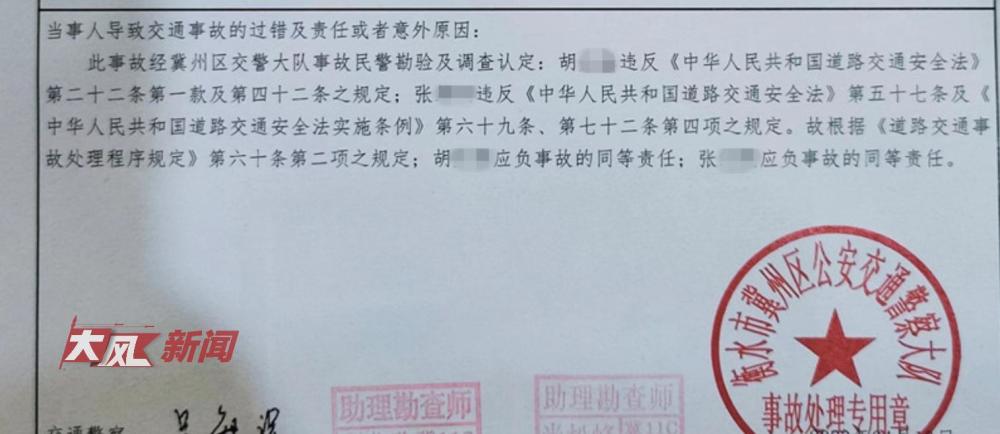 当事人导致交通事故的过错及责任或者意外原因：
此事故经冀州区交警大队事故民警勘验及调查认定：胡 违反《中华人民共和国道路交通安全法》
第二十二条第一款及第四十二条之规定；张 违反《中华人民共和国道路交通安全法》第五十七条及《
中华人民共和国道路交通安全法实施条例》第六十九条、第七十二条第四项之规定。故根据《道路交通事
故处理程序规定》第六十条第二项之规定；胡 应负事故的同等责任；张 应负事故的同等责任。
衡水市冀州区公安交通警察大队
事故处理专用章
大风新闻
助理勘查师
助理勘查师
交通警察